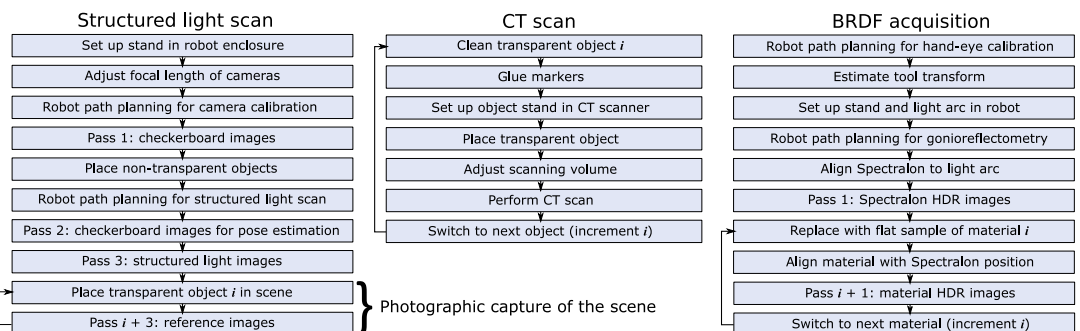 Structured light scan
Set up stand in robot enclosure
Adjust focal length of cameras
Robot path planning for camera calibration
Pass 1: checkerboard images
Place non-transparent objects
Robot path planning for structured light scan
Pass 2: checkerboard images for pose estimation
Pass 3: structured light images
Place transparent object i in scene
Pass i + 3: reference images
Photographic capture of the scene
CT scan
Clean transparent object i
Glue markers
Set up object stand in CT scanner
Place transparent object
Adjust scanning volume
Perform CT scan
Switch to next object (increment i)
BRDF acquisition
Robot path planning for hand-eye calibration
Estimate tool transform
Set up stand and light arc in robot
Robot path planning for gonioreflectometry
Align Spectralon to light arc
Pass 1: Spectralon HDR images
Replace with flat sample of material i
Align material with Spectralon position
Pass i + 1: material HDR images
Switch to next material (increment i)